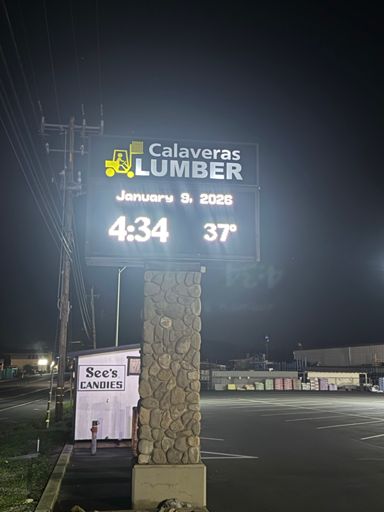 Calaveras
LUMBER
January 9, 2026
4:34 37°
See's
CANDIES